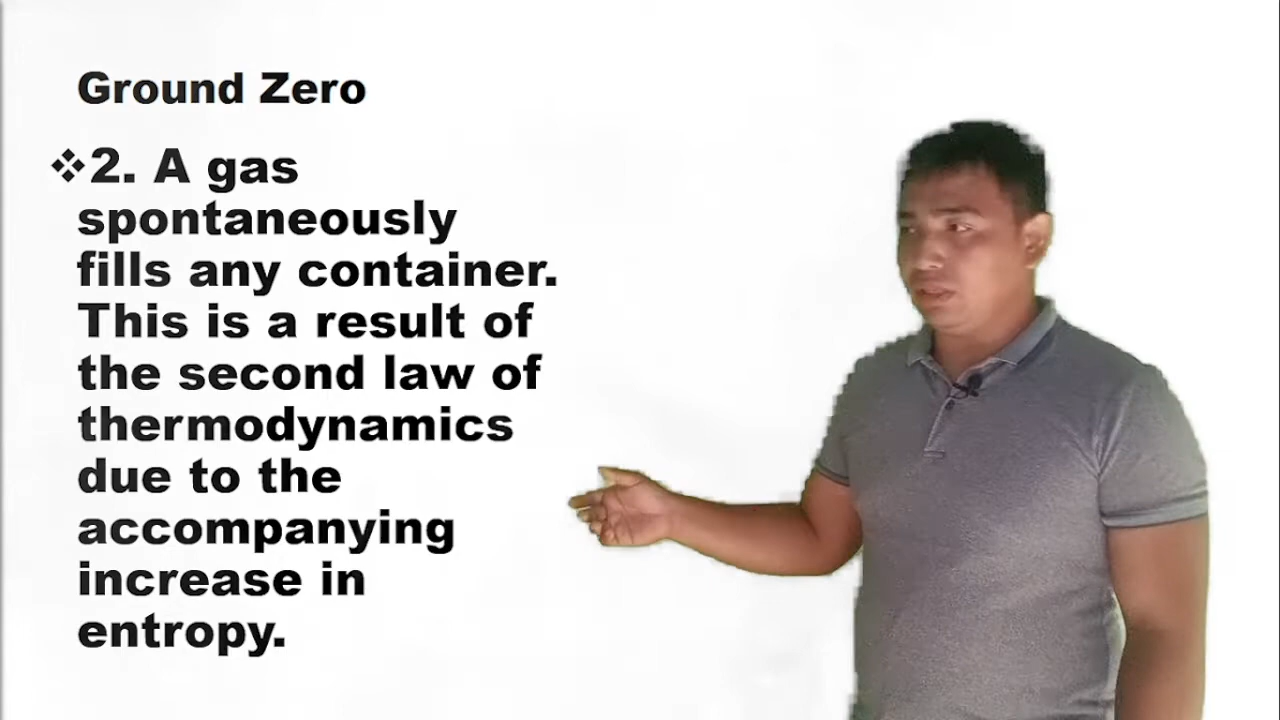 Ground Zero
❖2. A gas
spontaneously
fills any container.
This is a result of
the second law of
thermodynamics
due to the
accompanying
increase in
entropy.